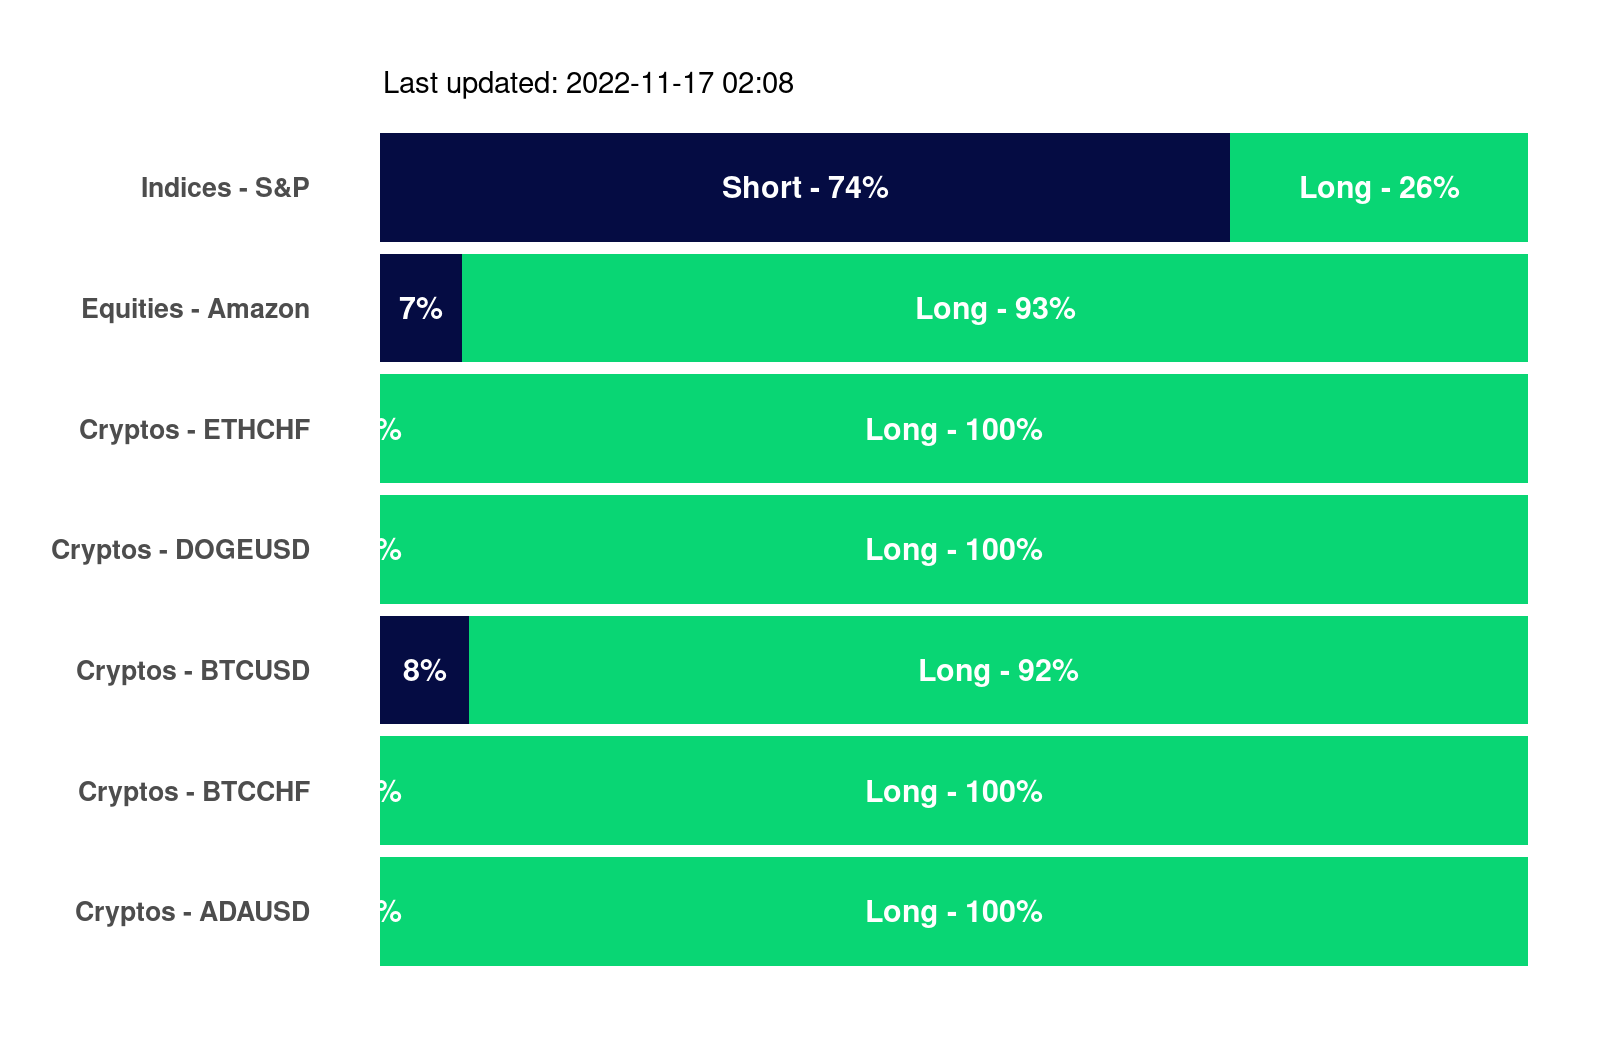 Last updated: 2022-11-17 02:08
Indices - S&P Short - 74% Long - 26%
Equities - Amazon 7% Long - 93%
Cryptos - ETHCHF % Long - 100%
Cryptos - DOGEUSD % Long - 100%
Cryptos - BTCUSD 8% Long - 92%
Cryptos - BTCCHF % Long - 100%
Cryptos - ADAUSD % Long - 100%